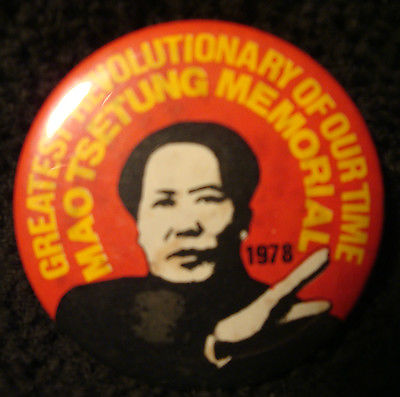 GREATEST REVOLUTIONARY OF OUR TIME
MAO TSETUNG MEMORIAL
1978